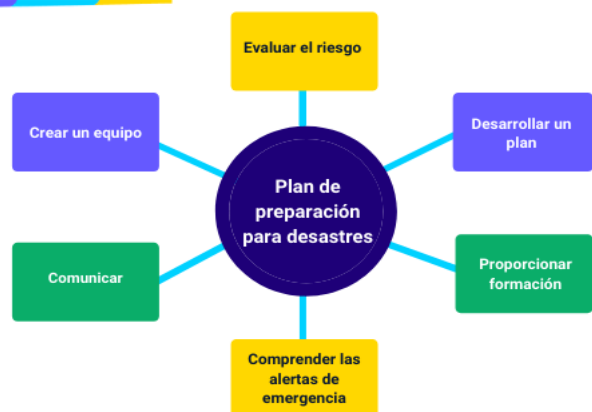 Evaluar el riesgo
Crear un equipo
Desarrollar un
plan
Plan de
preparación
para desastres
Comunicar
Proporcionar
formación
Comprender las
alertas de
emergencia